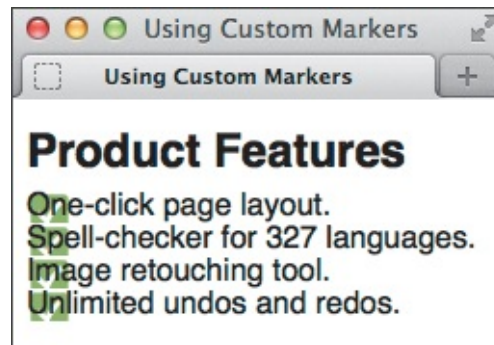 Using Custom Markers
Using Custom Markers
Product Features
One-click page layout.
Spell-checker for 327 languages.
Image retouching tool.
Unlimited undos and redos.